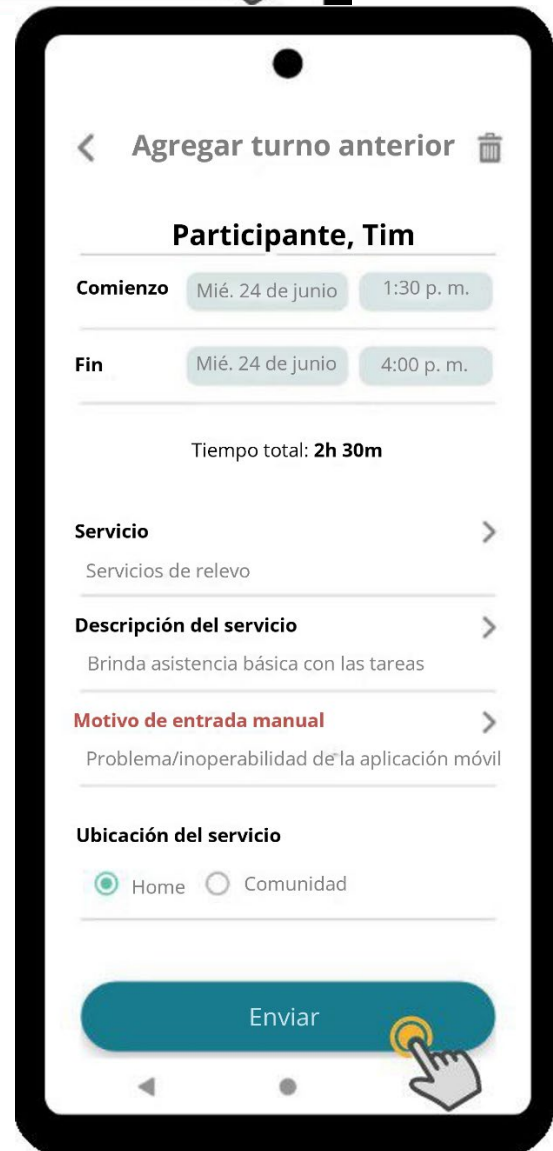 Agregar turno anterior
Participante, Tim
Comienzo Mié. 24 de junio 1:30 p. m.
Fin Mié. 24 de junio 4:00 p. m.
Tiempo total: 2h 30m
Servicio
Servicios de relevo
Descripción del servicio
Brinda asistencia básica con las tareas
Motivo de entrada manual
Problema/inoperabilidad de la aplicación móvil
Ubicación del servicio
Home Comunidad
Enviar